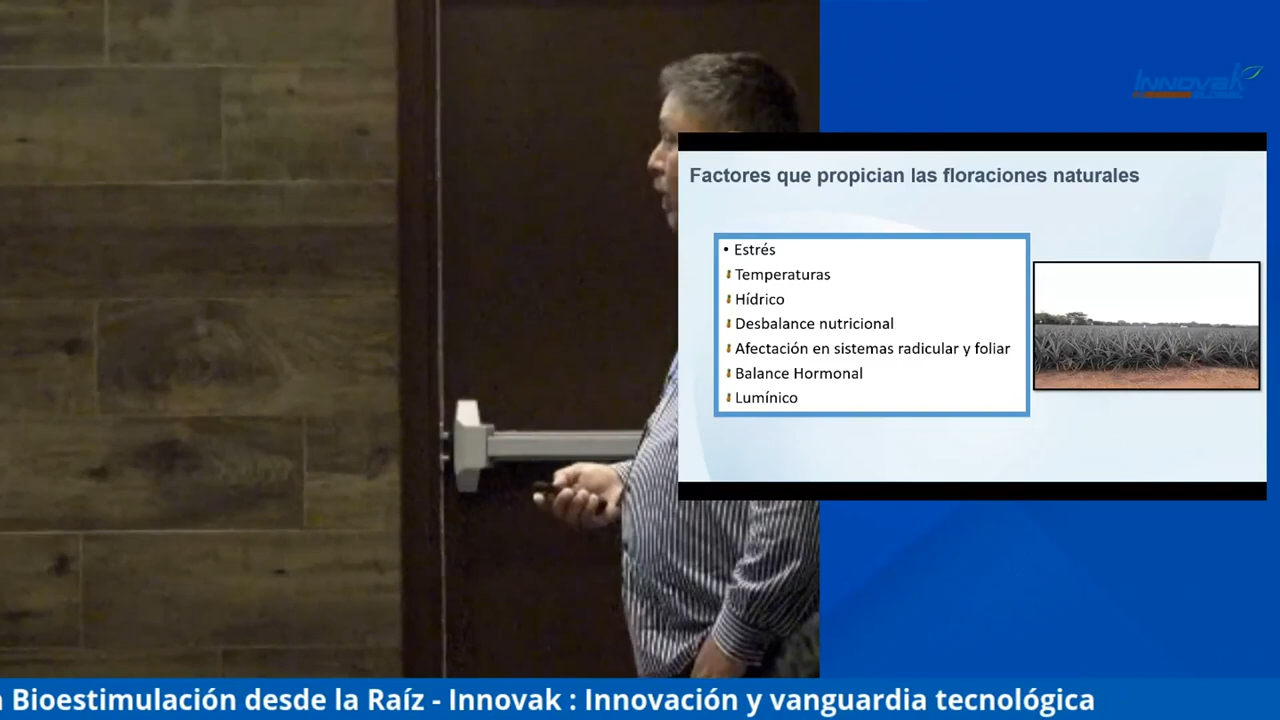 Innovak
GLOBAL
Factores que propician las floraciones naturales
• Estrés
Temperaturas
Hídrico
Desbalance nutricional
Afectación en sistemas radicular y foliar
Balance Hormonal
Lumínico
Bioestimulación desde la Raíz - Innovak : Innovación y vanguardia tecnológica